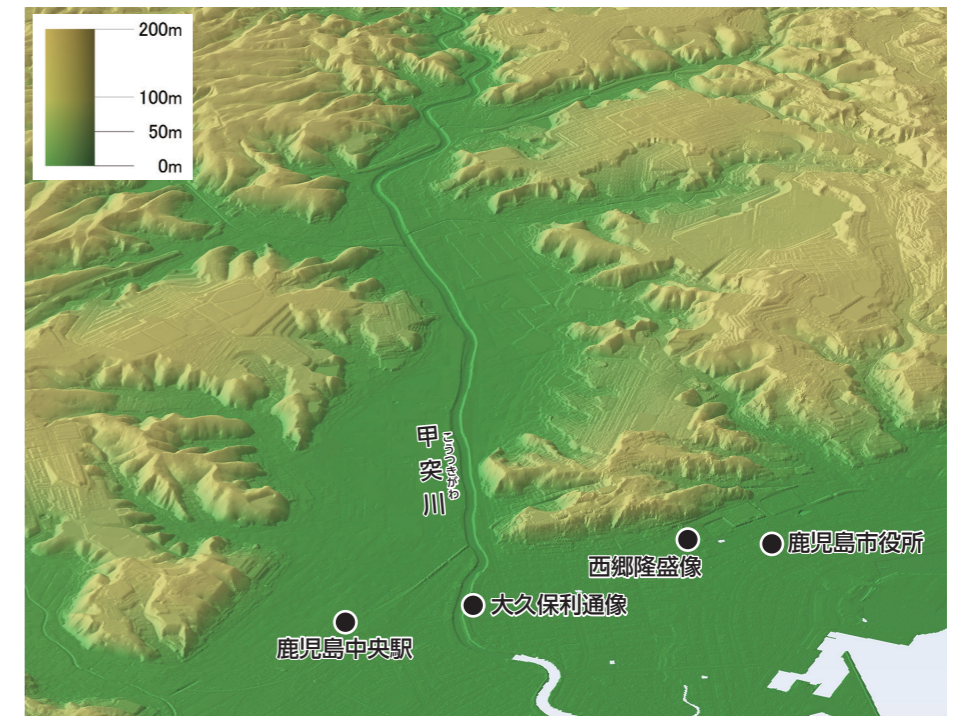 200m
100m
50m
0m
甲突川
こうつきがわ
西郷隆盛像
鹿児島市役所
大久保利通像
鹿児島中央駅